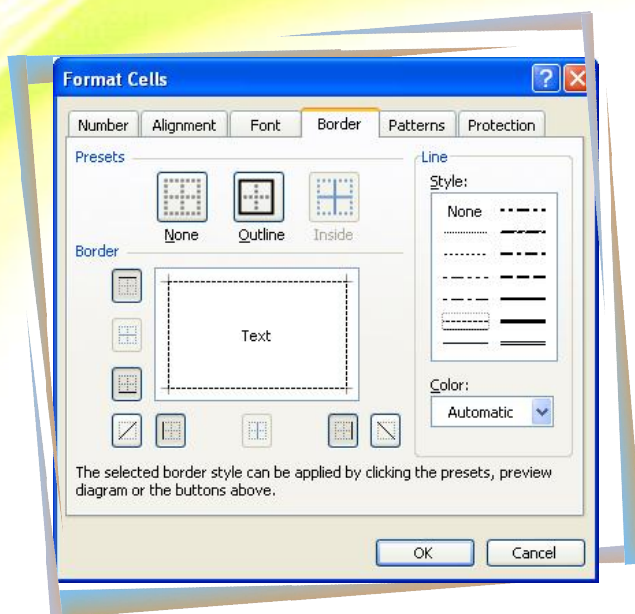 Format Cells
Number Alignment Font Border Patterns Protection
Presets
None Outline Inside
Border
Text
Line
Style:
None
Color:
Automatic
The selected border style can be applied by clicking the presets, preview
diagram or the buttons above.
OK Cancel